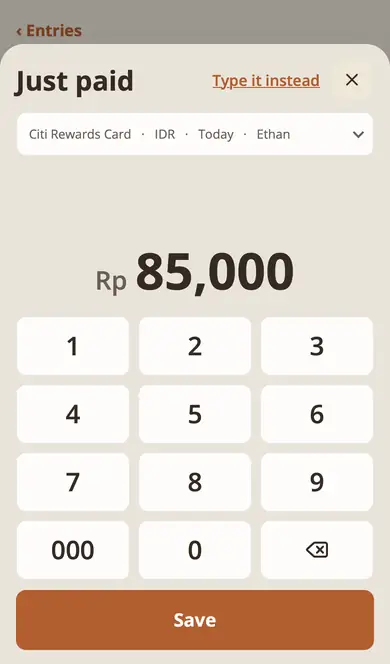 ‹ Entries
Just paid
Type it instead
Citi Rewards Card · IDR · Today · Ethan
Rp 85,000
1 2 3
4 5 6
7 8 9
000 0
Save